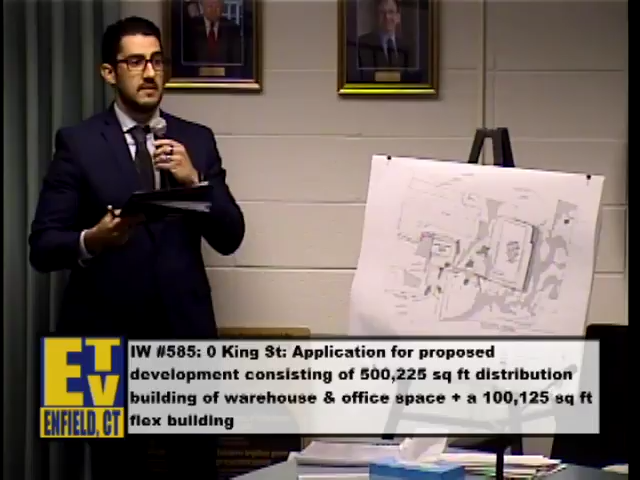 ETV
ENFIELD, CT
IW #585: 0 King St: Application for proposed
development consisting of 500,225 sq ft distribution
building of warehouse & office space + a 100,125 sq ft
flex building